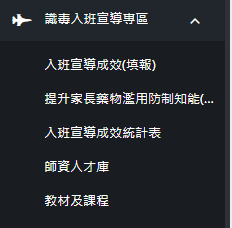 識毒入班宣導專區
入班宣導成效(填報)
提升家長藥物濫用防制知能(...
入班宣導成效統計表
師資人才庫
教材及課程